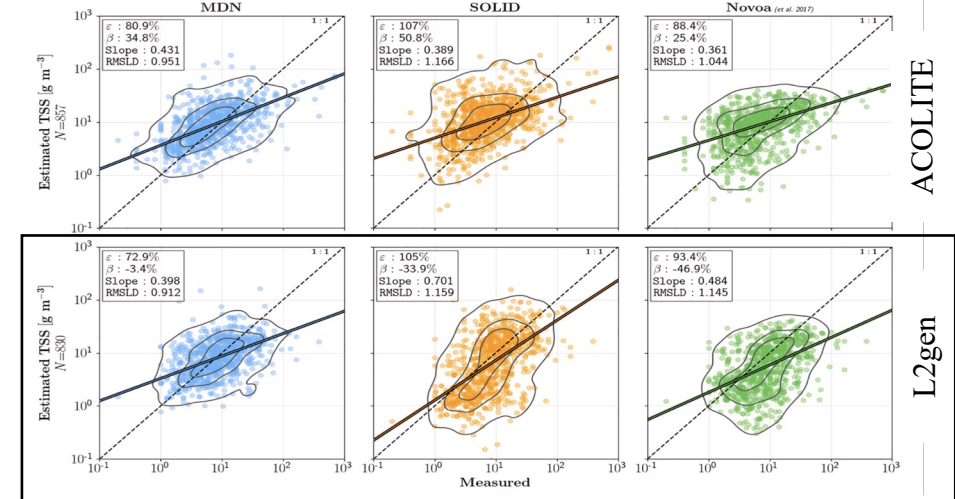 MDN SOLID Novoa (et al. 2017)
Estimated TSS [g m⁻³]
N=857
10³
10²
10¹
10⁰
10⁻¹
ε : 80.9%
β : 34.8%
Slope : 0.431
RMSLD : 0.951
1 : 1
ε : 107%
β : 50.8%
Slope : 0.389
RMSLD : 1.166
1 : 1
ε : 88.4%
β : 25.4%
Slope : 0.361
RMSLD : 1.044
1 : 1
ACOLITE
Estimated TSS [g m⁻³]
N=830
10³
10²
10¹
10⁰
10⁻¹
ε : 72.9%
β : -3.4%
Slope : 0.398
RMSLD : 0.912
1 : 1
ε : 105%
β : -33.9%
Slope : 0.701
RMSLD : 1.159
1 : 1
ε : 93.4%
β : -46.9%
Slope : 0.484
RMSLD : 1.145
1 : 1
L2gen
10⁻¹ 10⁰ 10¹ 10² 10³ 10⁻¹ 10⁰ 10¹ 10² 10³ 10⁻¹ 10⁰ 10¹ 10² 10³
Measured